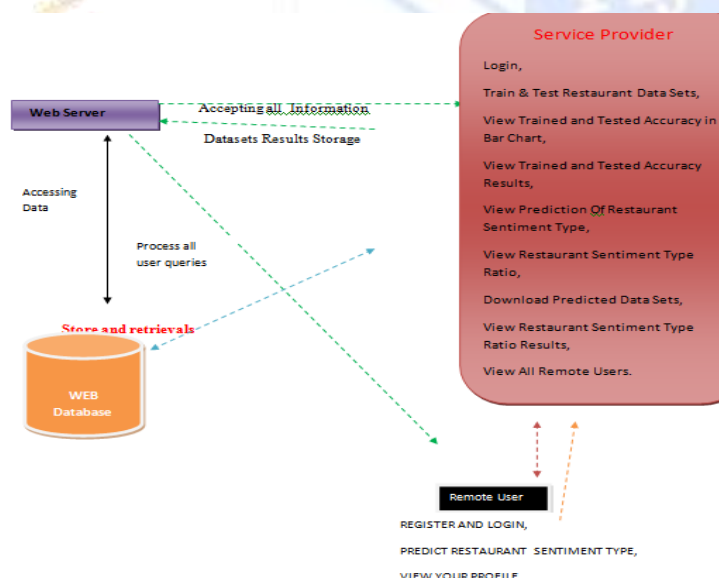 Service Provider
Login,
Train & Test Restaurant Data Sets,
View Trained and Tested Accuracy in
Bar Chart,
View Trained and Tested Accuracy
Results,
View Prediction Of Restaurant
Sentiment Type,
View Restaurant Sentiment Type
Ratio,
Download Predicted Data Sets,
View Restaurant Sentiment Type
Ratio Results,
View All Remote Users.
Web Server
Accepting all Information
Datasets Results Storage
Accessing
Data
Process all
user queries
Store and retrievals
WEB
Database
Remote User
REGISTER AND LOGIN,
PREDICT RESTAURANT SENTIMENT TYPE,
VIEW YOUR PROFILE